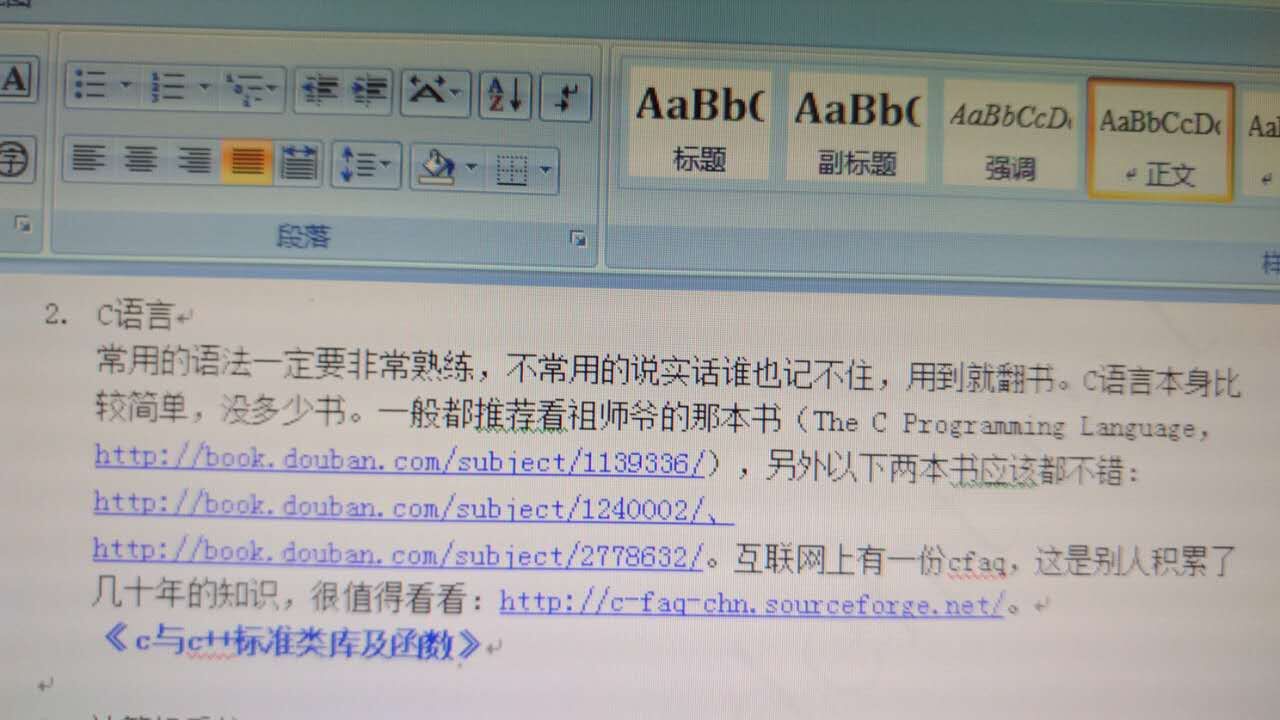 A
A
Z
字
AaBbC
AaBbC
AaBbCcD
AaBbCcDc
标题
副标题
强调
↵ 正文
段落
2. C语言↵
常用的语法一定要非常熟练，不常用的说实话谁也记不住，用到就翻书。C语言本身比
较简单，没多少书。一般都推荐看祖师爷的那本书（The C Programming Language，
http://book.douban.com/subject/1139336/），另外以下两本书应该都不错：
http://book.douban.com/subject/1240002/、
http://book.douban.com/subject/2778632/。互联网上有一份cfaq，这是别人积累了
几十年的知识，很值得看看：http://c-faq-chn.sourceforge.net/。↵
《c与c++标准类库及函数》↵